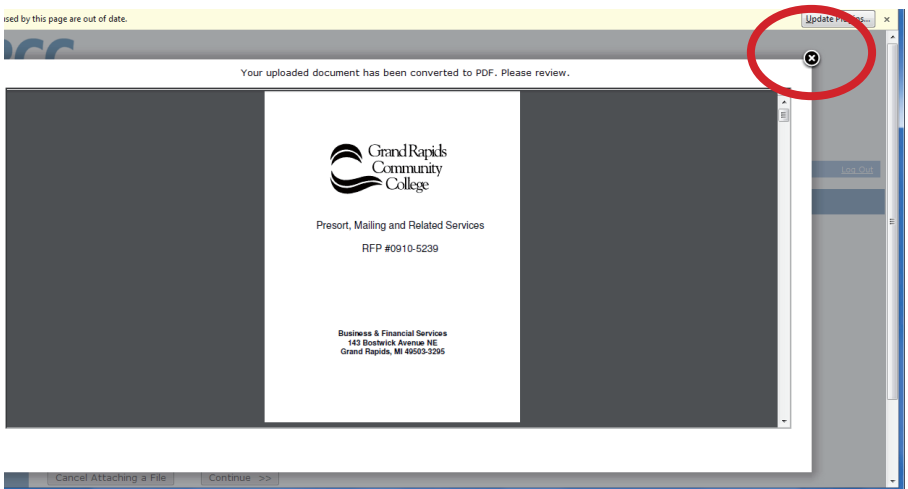 used by this page are out of date.
Update Plugins... ×
Your uploaded document has been converted to PDF. Please review.
Grand Rapids
Community
College
Log Out
Presort, Mailing and Related Services
RFP #0910-5239
Business & Financial Services
143 Bostwick Avenue NE
Grand Rapids, MI 49503-3295
Cancel Attaching a File Continue >>